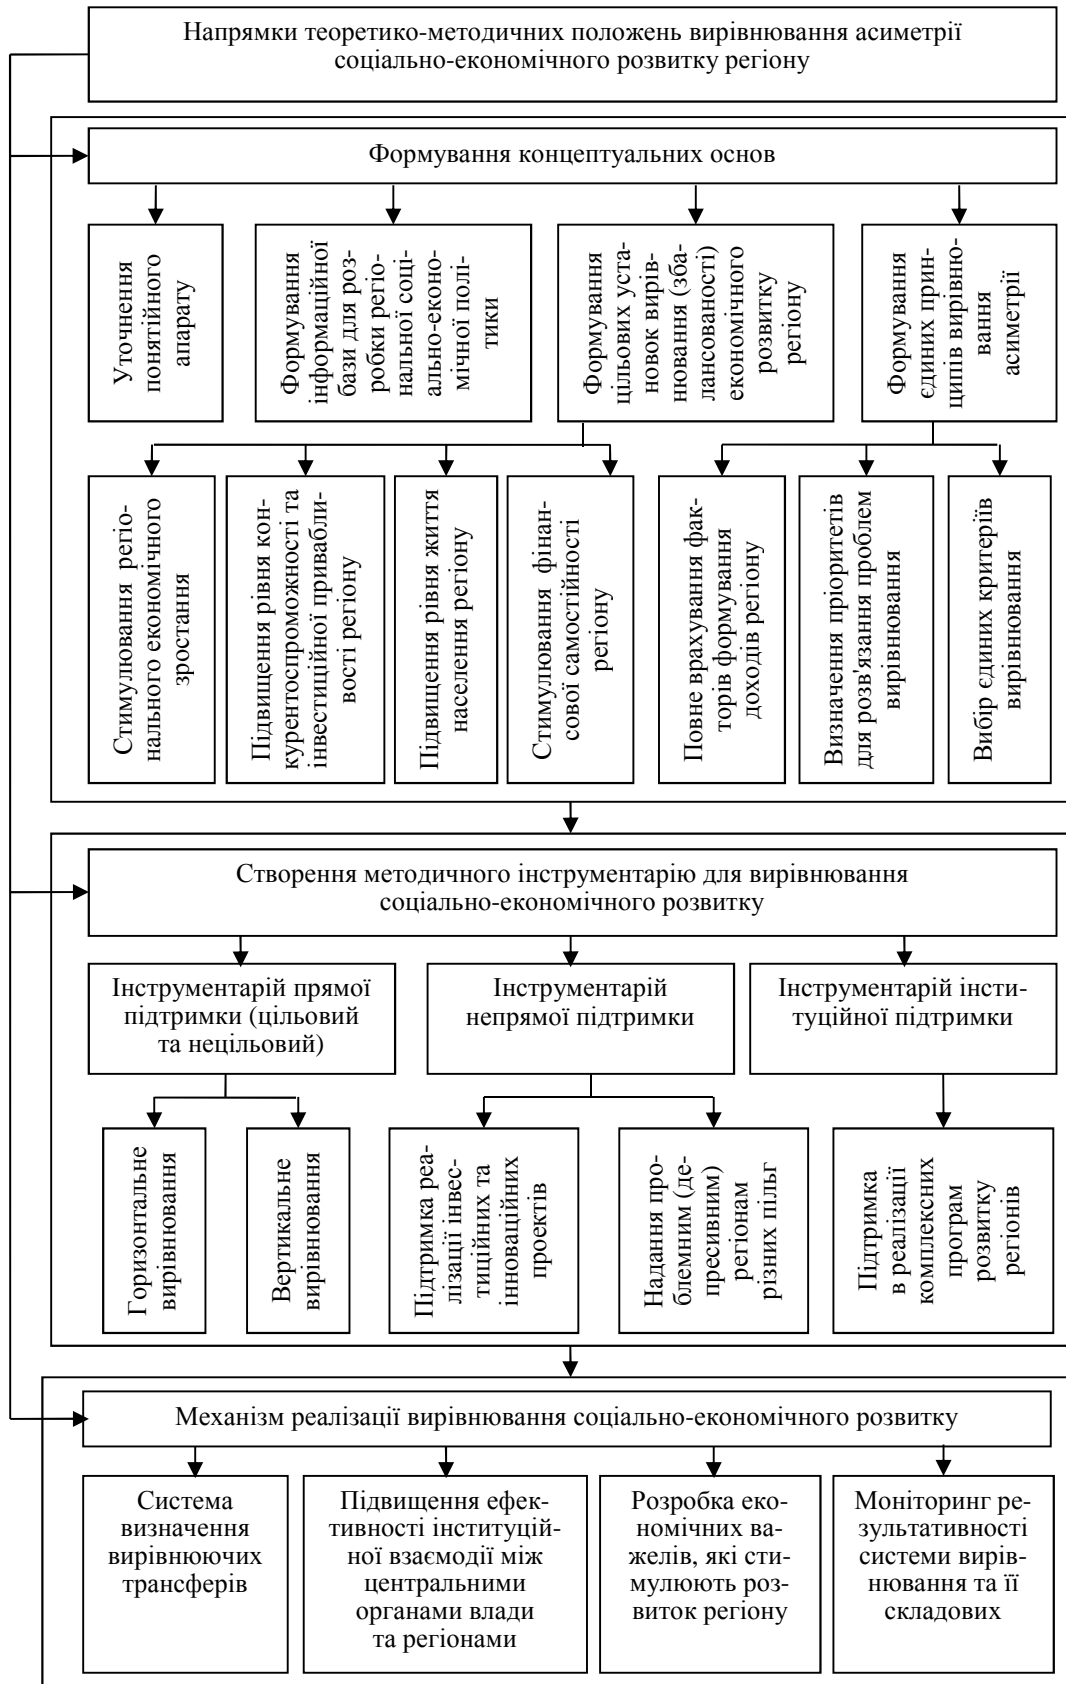 Напрямки теоретико-методичних положень вирівнювання асиметрії
соціально-економічного розвитку регіону
Формування концептуальних основ
Уточнення
понятійного
апарату
Формування
інформаційної
бази для роз-
робки регіо-
нальної соці-
ально-еконо-
мічної полі-
тики
Формування
цільових уста-
новок вирів-
нювання (зба-
лансованості)
економічного
розвитку
регіону
Формування
єдиних прин-
ципів вирівню-
вання
асиметрії
Стимулювання регіо-
нального економічного
зростання
Підвищення рівня кон-
курентоспроможності та
інвестиційної привабли-
вості регіону
Підвищення рівня життя
населення регіону
Стимулювання фінан-
сової самостійності
регіону
Повне врахування фак-
торів формування
доходів регіону
Визначення пріоритетів
для розв'язання проблем
вирівнювання
Вибір єдиних критеріїв
вирівнювання
Створення методичного інструментарію для вирівнювання
соціально-економічного розвитку
Інструментарій прямої
підтримки (цільовий
та нецільовий)
Інструментарій
непрямої підтримки
Інструментарій інсти-
туційної підтримки
Горизонтальне
вирівнювання
Вертикальне
вирівнювання
Підтримка реа-
лізації інвес-
тиційних та
інноваційних
проектів
Надання про-
блемним (де-
пресивним)
регіонам
різних пільг
Підтримка
в реалізації
комплексних
програм
розвитку
регіонів
Механізм реалізації вирівнювання соціально-економічного розвитку
Система
визначення
вирівнюючих
трансферів
Підвищення ефек-
тивності інституцій-
ної взаємодії між
центральними
органами влади
та регіонами
Розробка еко-
номічних ва-
желів, які сти-
мулюють роз-
виток регіону
Моніторинг ре-
зультативності
системи вирів-
нювання та її
складових